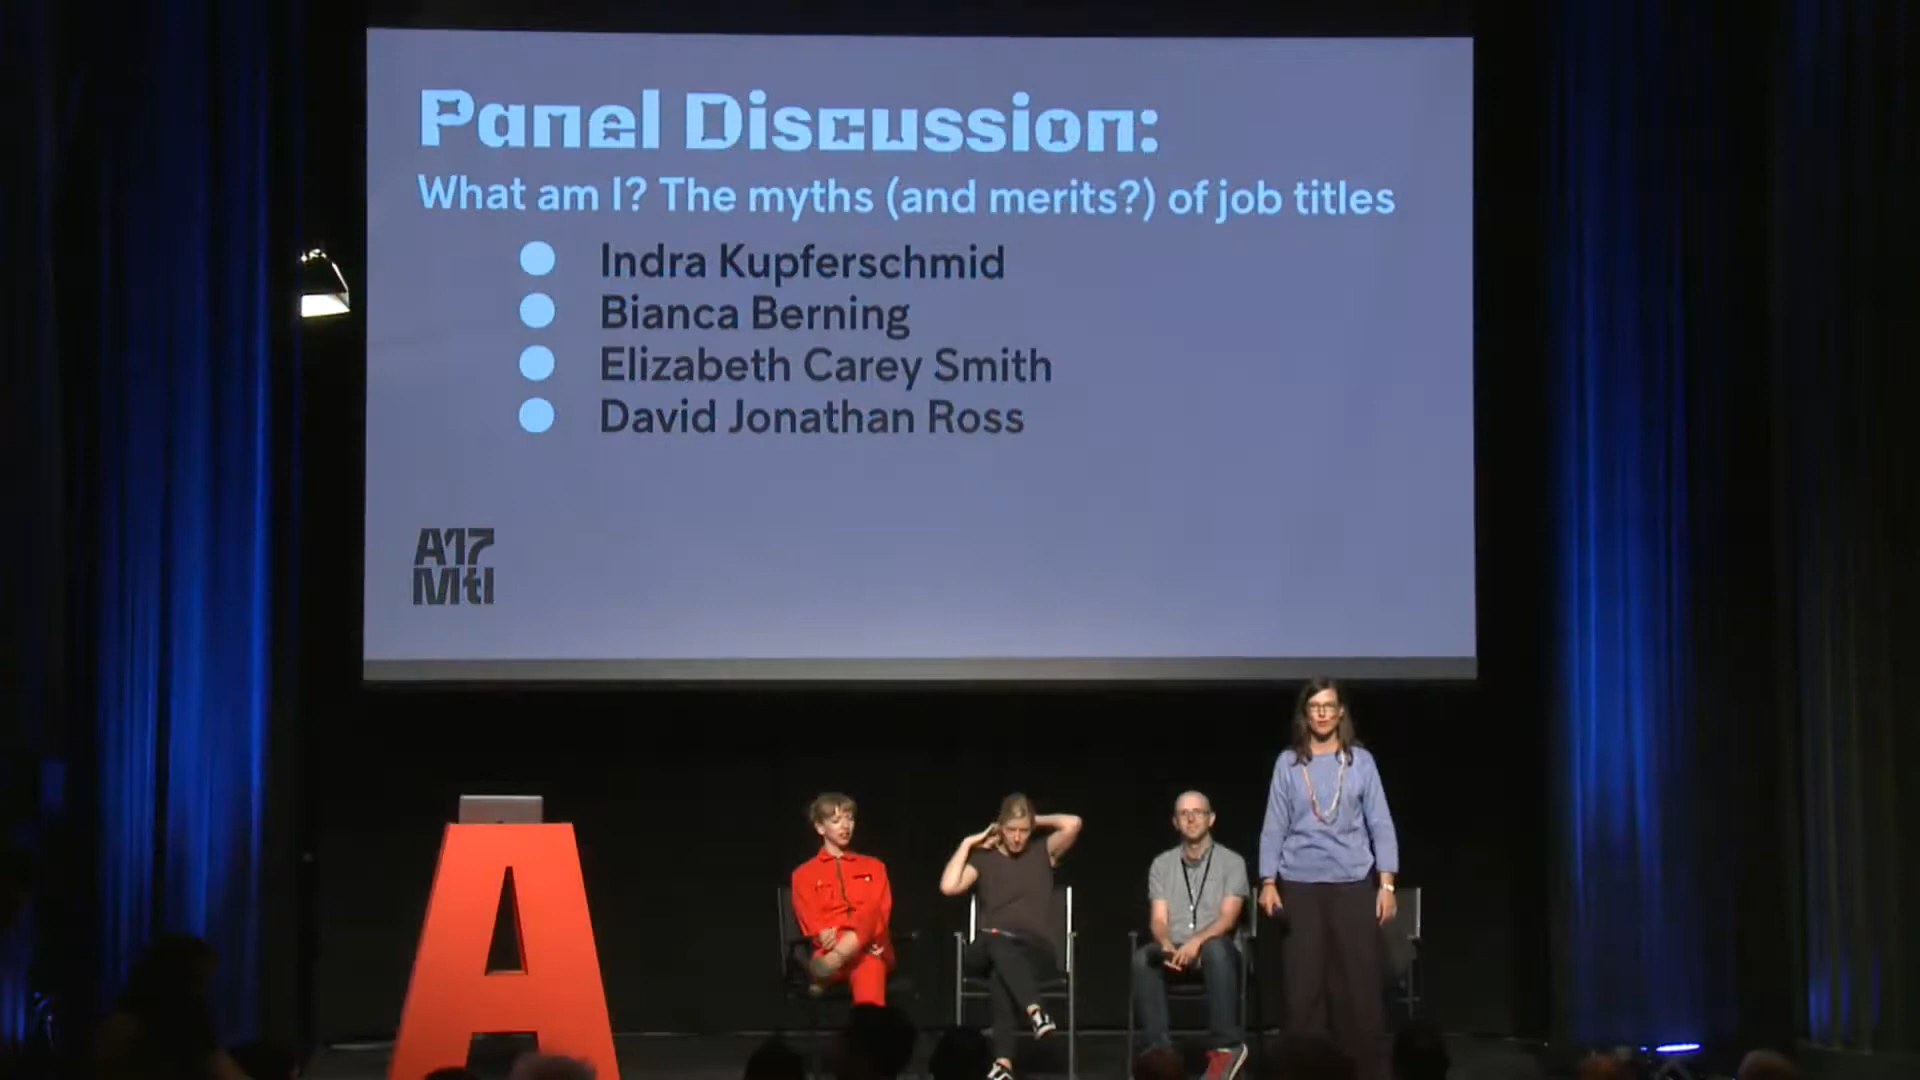 Panel Discussion:
What am I? The myths (and merits?) of job titles
Indra Kupferschmid
Bianca Berning
Elizabeth Carey Smith
David Jonathan Ross
A17
Mtl
A